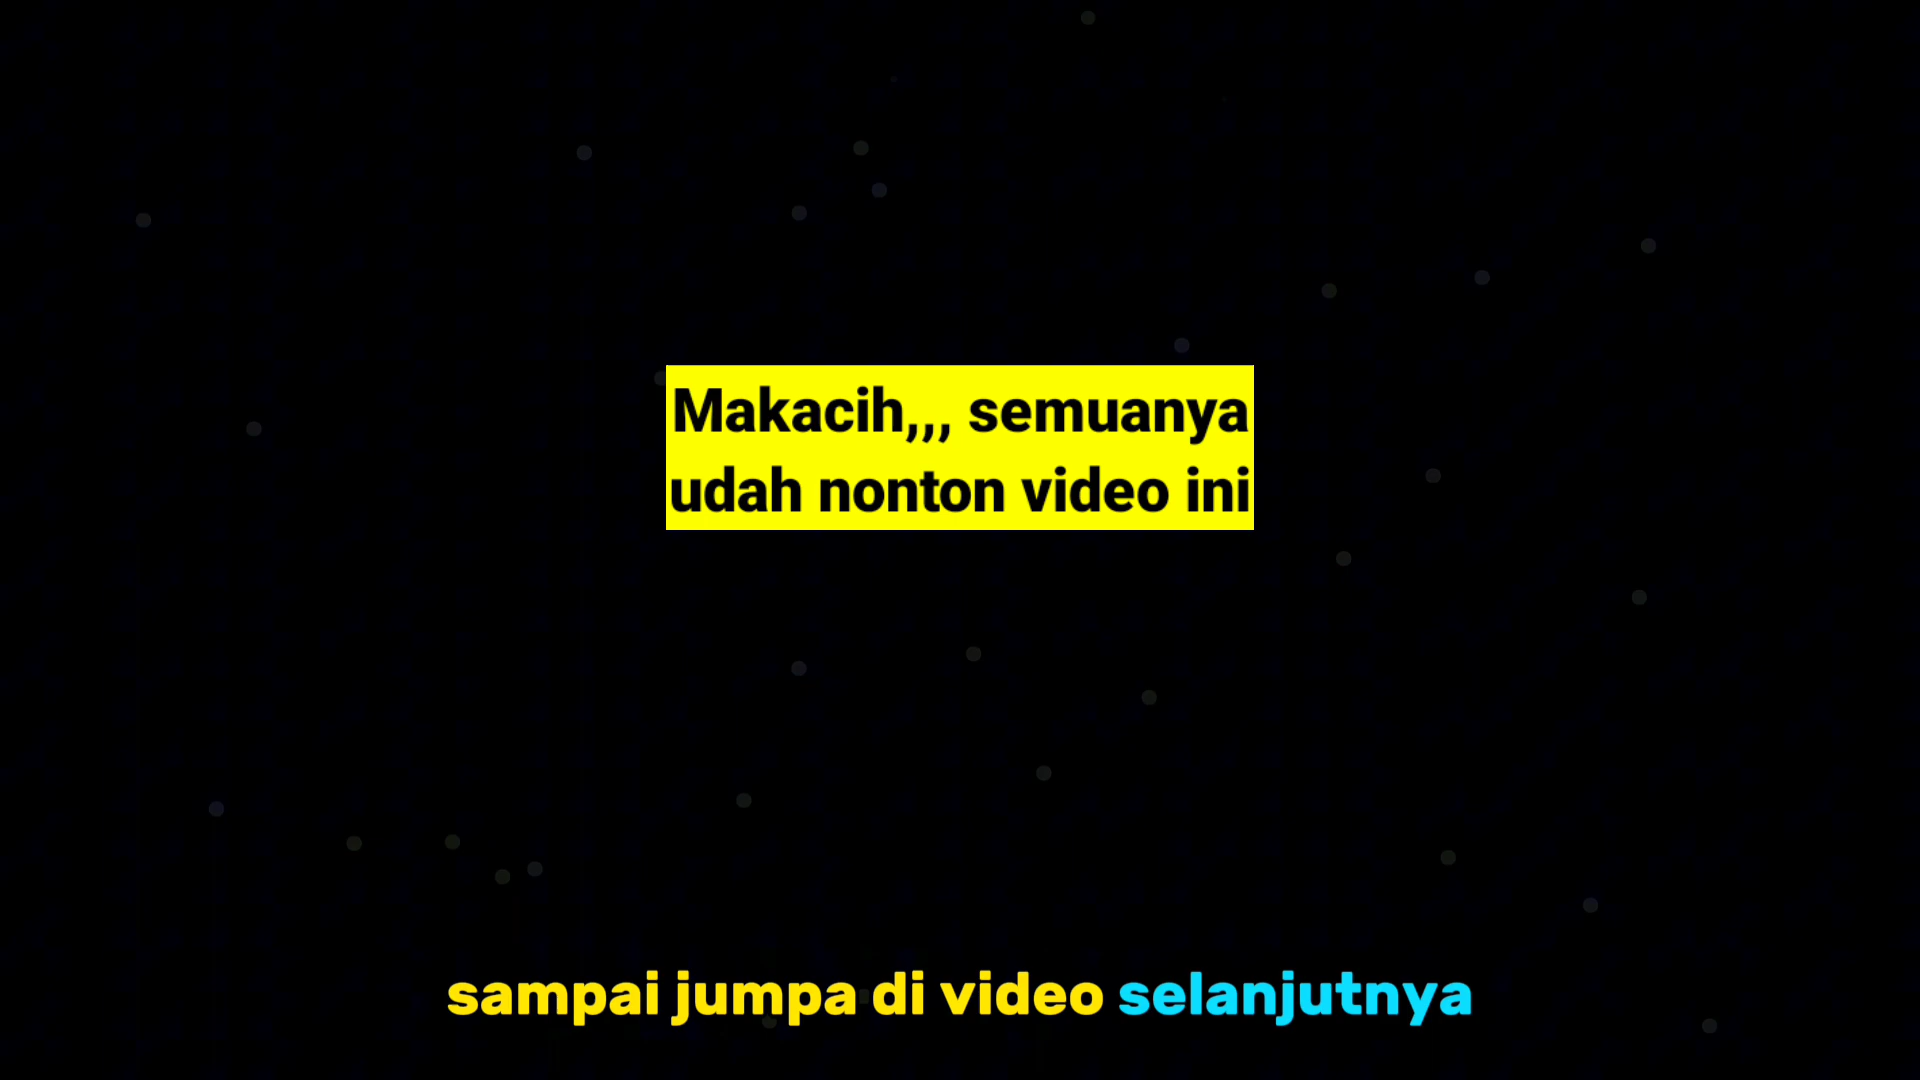 Makacih,,, semuanya
udah nonton video ini
sampai jumpa di video selanjutnya